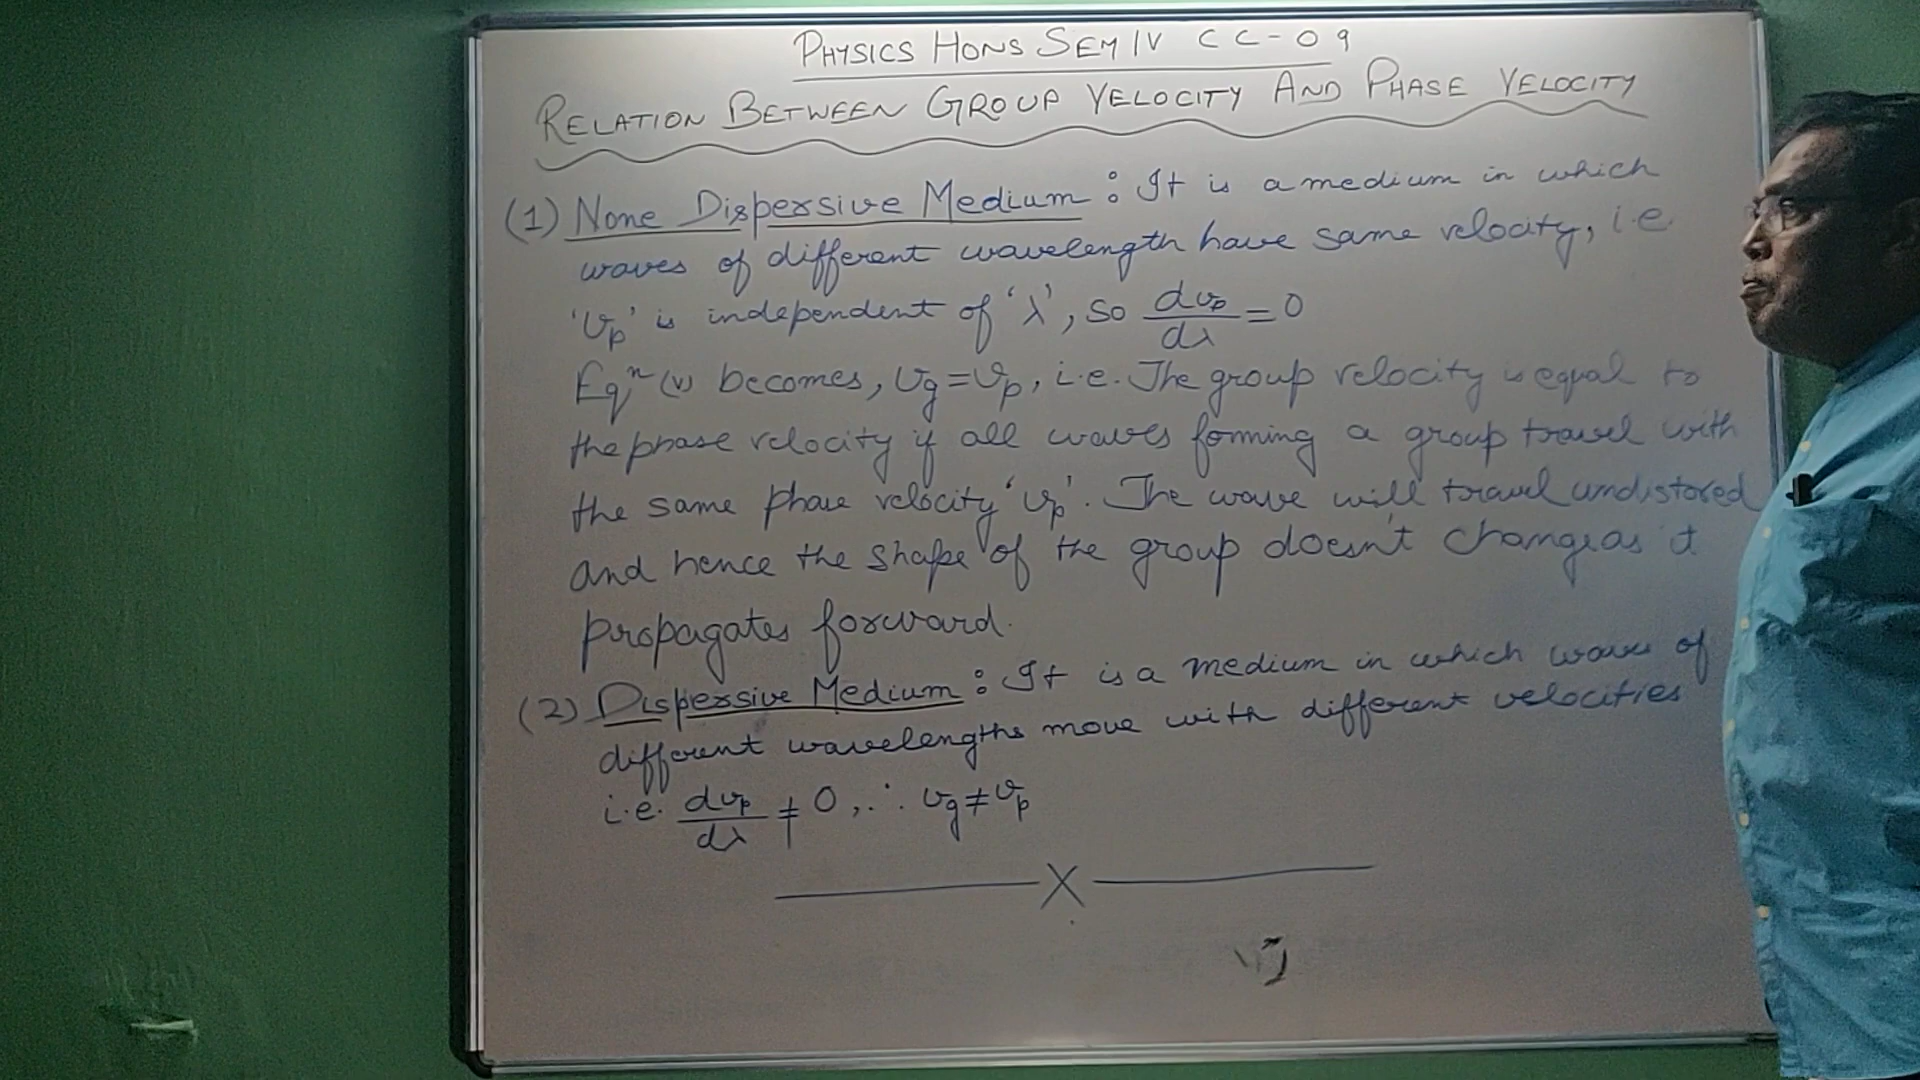 PHYSICS HONS SEM IV CC-09
RELATION BETWEEN GROUP VELOCITY AND PHASE VELOCITY
(1) None Dispersive Medium : It is a medium in which
waves of different wavelength have same velocity, i.e
'vp' is independent of 'λ', so dvp/dλ = 0
Eqn (v) becomes, vg = vp, i.e. The group velocity is equal to
the phase velocity if all waves forming a group travel with
the same phase velocity 'vp'. The wave will travel undistored
and hence the shape of the group doesn't change as it
propagates forward.
(2) Dispersive Medium : It is a medium in which waves of
different wavelengths move with different velocities
i.e. dvp/dλ ≠ 0, ∴ vg ≠ vp
X